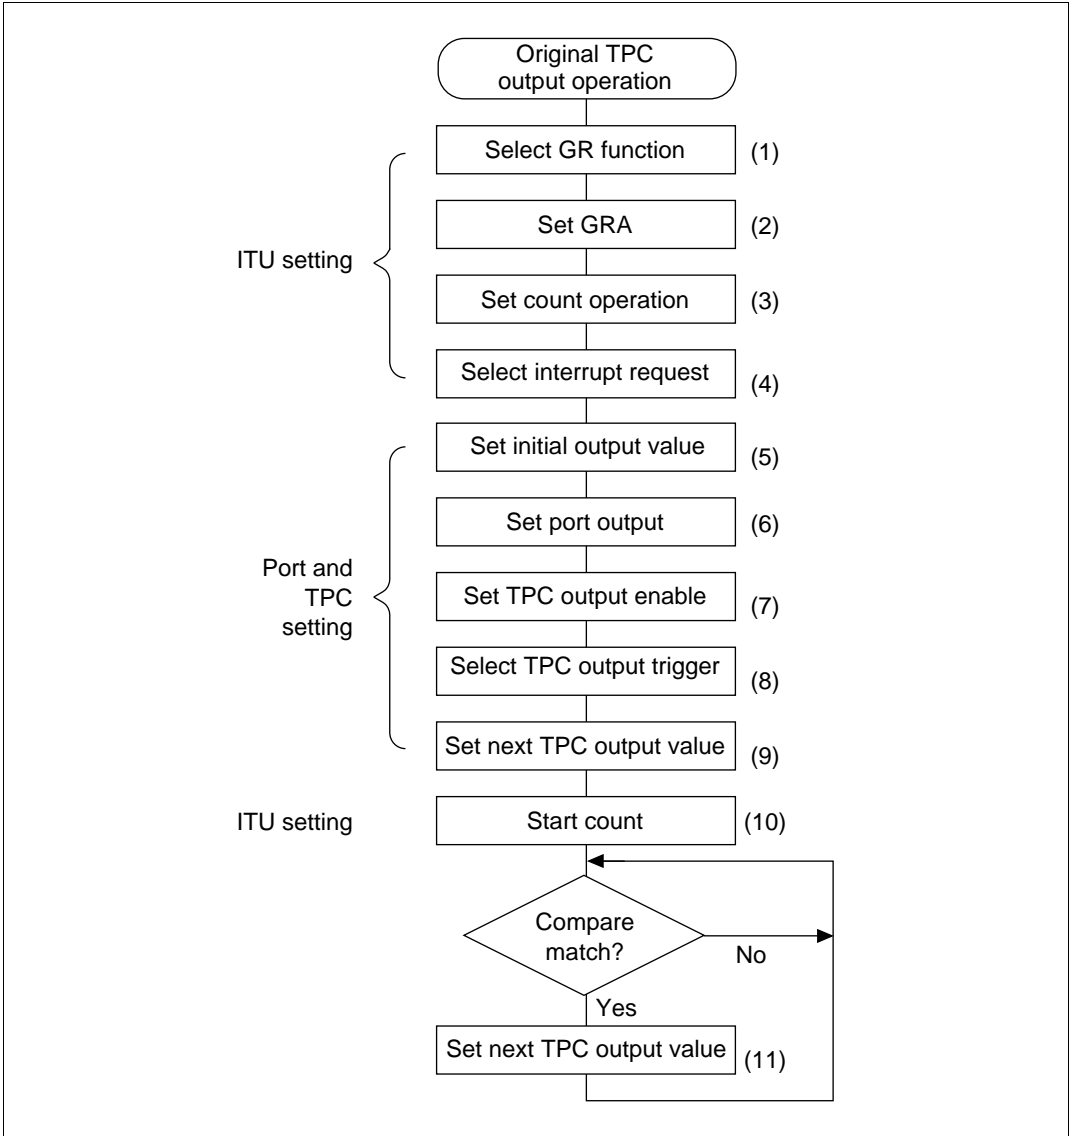 Original TPC
output operation
Select GR function
(1)
Set GRA
(2)
ITU setting
Set count operation
(3)
Select interrupt request
(4)
Set initial output value
(5)
Set port output
(6)
Port and
TPC
setting
Set TPC output enable
(7)
Select TPC output trigger
(8)
Set next TPC output value
(9)
ITU setting
Start count
(10)
Compare
match?
No
Yes
Set next TPC output value
(11)